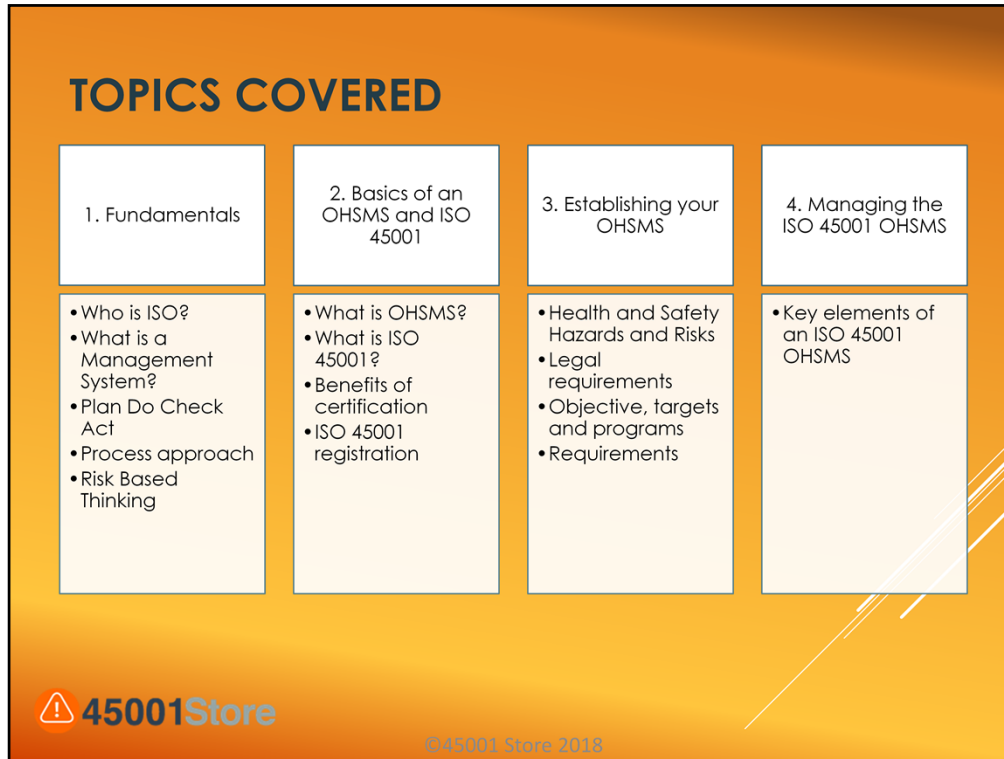 TOPICS COVERED
1. Fundamentals
•Who is ISO?
•What is a
Management
System?
•Plan Do Check
Act
•Process approach
•Risk Based
Thinking
2. Basics of an
OHSMS and ISO
45001
•What is OHSMS?
•What is ISO
45001?
•Benefits of
certification
•ISO 45001
registration
3. Establishing your
OHSMS
•Health and Safety
Hazards and Risks
•Legal
requirements
•Objective, targets
and programs
•Requirements
4. Managing the
ISO 45001 OHSMS
•Key elements of
an ISO 45001
OHSMS
45001Store
©45001 Store 2018